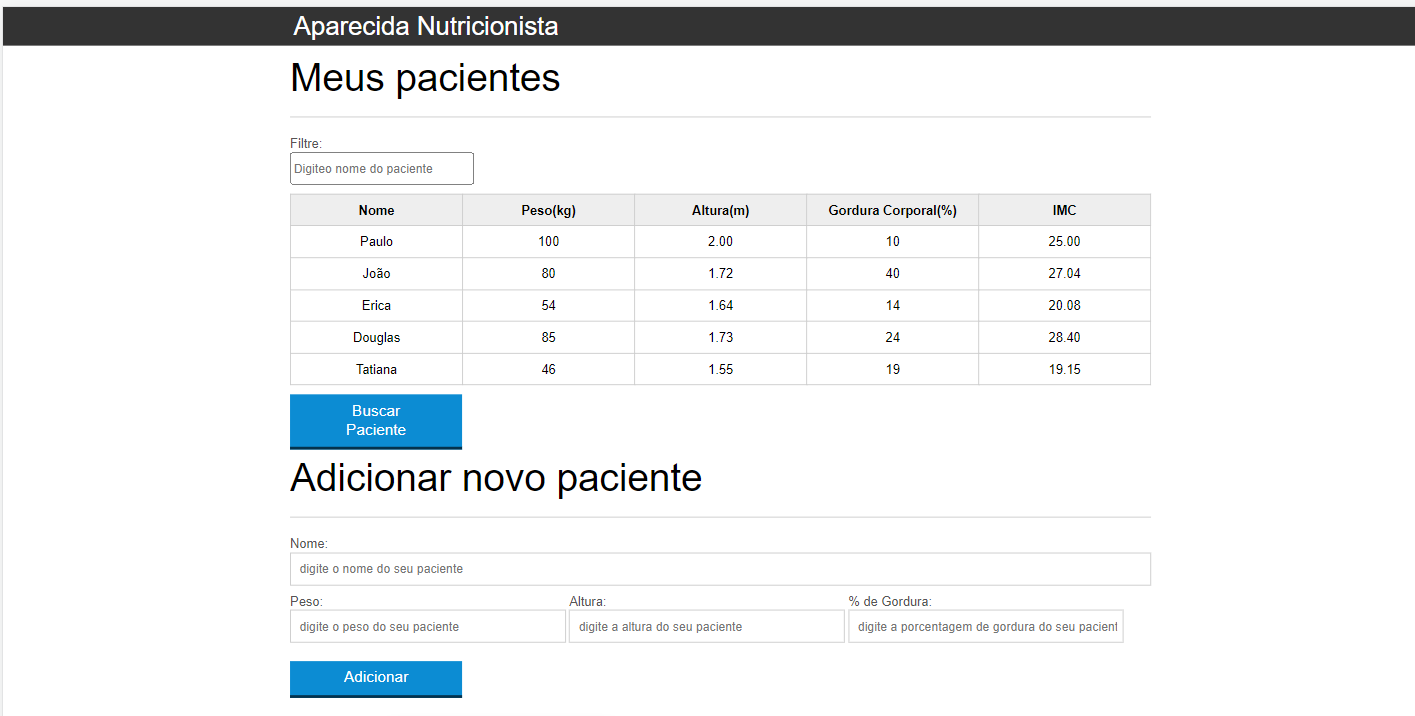 Aparecida Nutricionista
Meus pacientes
Filtre:
Digiteo nome do paciente
Nome Peso(kg) Altura(m) Gordura Corporal(%) IMC
Paulo 100 2.00 10 25.00
João 80 1.72 40 27.04
Erica 54 1.64 14 20.08
Douglas 85 1.73 24 28.40
Tatiana 46 1.55 19 19.15
Buscar
Paciente
Adicionar novo paciente
Nome:
digite o nome do seu paciente
Peso: Altura: % de Gordura:
digite o peso do seu paciente digite a altura do seu paciente digite a porcentagem de gordura do seu pacient
Adicionar